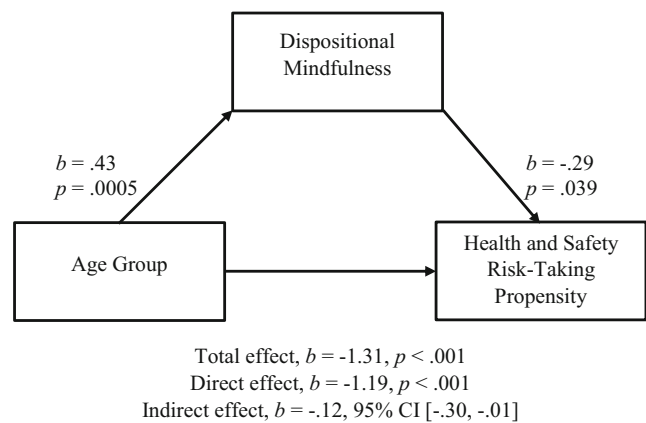 Dispositional
Mindfulness
b = .43
p = .0005
b = -.29
p = .039
Age Group
Health and Safety
Risk-Taking
Propensity
Total effect, b = -1.31, p < .001
Direct effect, b = -1.19, p < .001
Indirect effect, b = -.12, 95% CI [-.30, -.01]